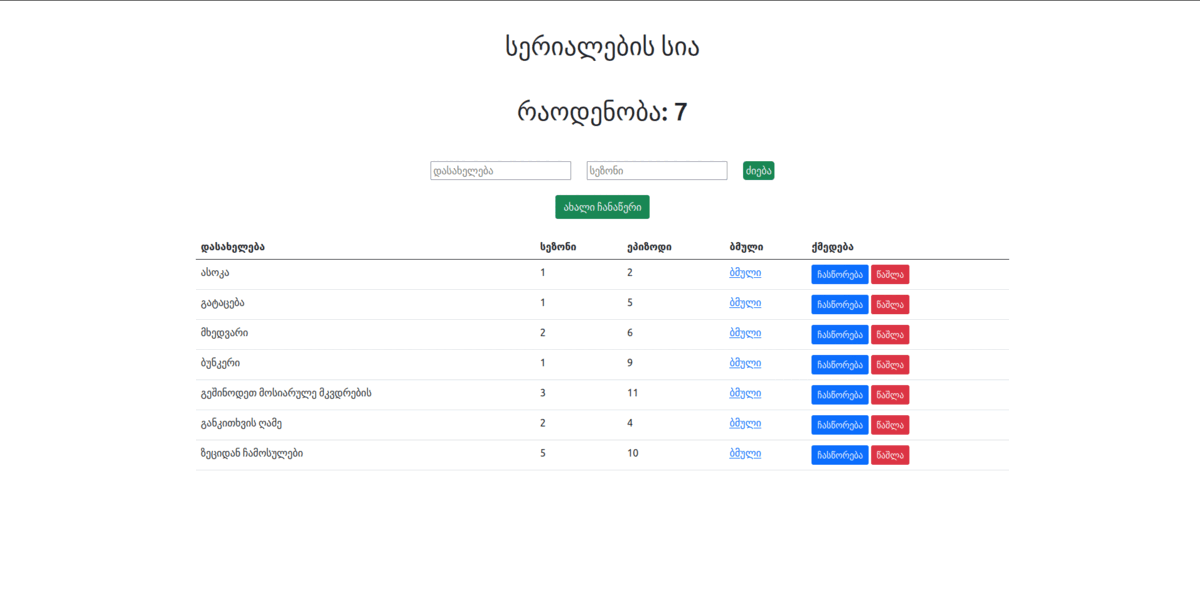 სერიალების სია
რაოდენობა: 7
დასახელება სეზონი ძიება
ახალი ჩანაწერი
დასახელება სეზონი ეპიზოდი ბმული ქმედება
ასოკა 1 2 ბმული ჩასწორება წაშლა
გატაცება 1 5 ბმული ჩასწორება წაშლა
მხედვარი 2 6 ბმული ჩასწორება წაშლა
ბუნკერი 1 9 ბმული ჩასწორება წაშლა
გეშინოდეთ მოსიარულე მკვდრების 3 11 ბმული ჩასწორება წაშლა
განკითხვის ღამე 2 4 ბმული ჩასწორება წაშლა
ზეციდან ჩამოსულები 5 10 ბმული ჩასწორება წაშლა